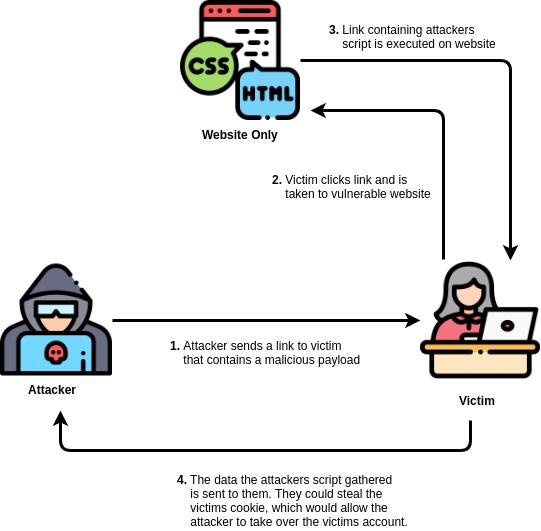 CSS
HTML
Website Only
3. Link containing attackers
script is executed on website
2. Victim clicks link and is
taken to vulnerable website
1. Attacker sends a link to victim
that contains a malicious payload
Attacker
Victim
4. The data the attackers script gathered
is sent to them. They could steal the
victims cookie, which would allow the
attacker to take over the victims account.